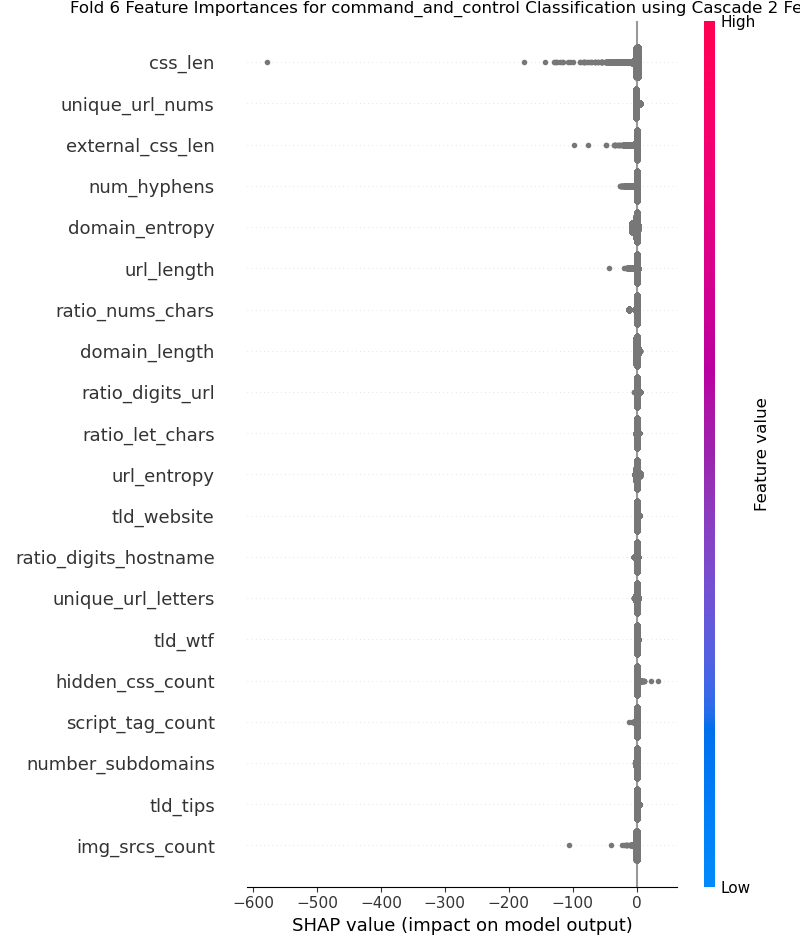 Fold 6 Feature Importances for command_and_control Classification using Cascade 2 Fe
High
css_len
unique_url_nums
external_css_len
num_hyphens
domain_entropy
url_length
ratio_nums_chars
domain_length
ratio_digits_url
ratio_let_chars
url_entropy
tld_website
ratio_digits_hostname
unique_url_letters
tld_wtf
hidden_css_count
script_tag_count
number_subdomains
tld_tips
img_srcs_count
Feature value
Low
−600 −500 −400 −300 −200 −100 0
SHAP value (impact on model output)